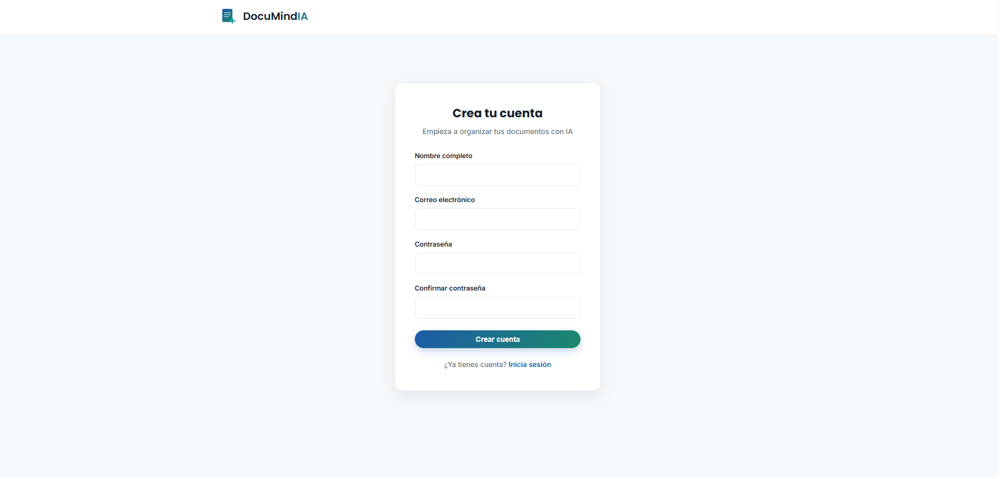 DocuMindIA
Crea tu cuenta
Empieza a organizar tus documentos con IA
Nombre completo
Correo electrónico
Contraseña
Confirmar contraseña
Crear cuenta
¿Ya tienes cuenta? Inicia sesión